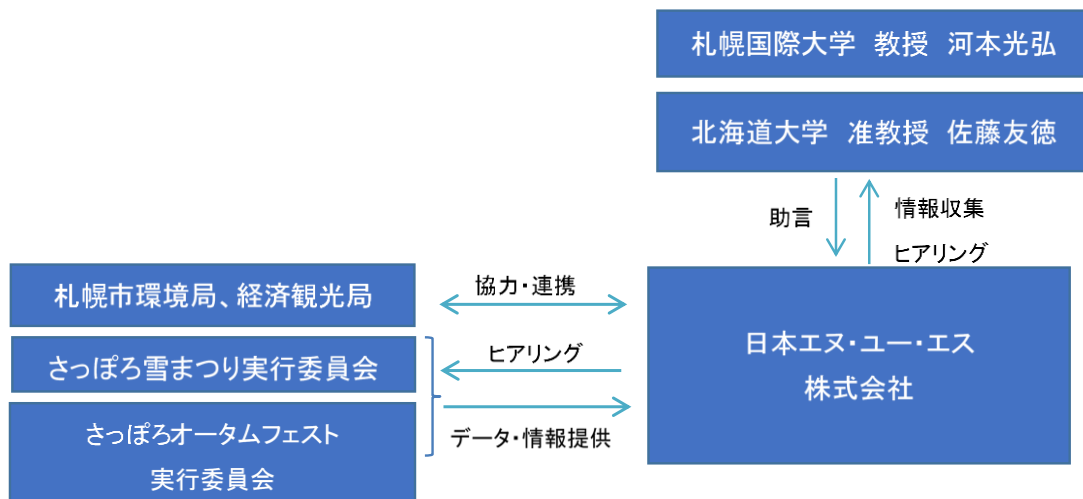 札幌国際大学 教授 河本光弘
北海道大学 准教授 佐藤友徳
助言
情報収集
ヒアリング
札幌市環境局、経済観光局
協力・連携
日本エヌ・ユー・エス
株式会社
さっぽろ雪まつり実行委員会
ヒアリング
さっぽろオータムフェスト
実行委員会
データ・情報提供